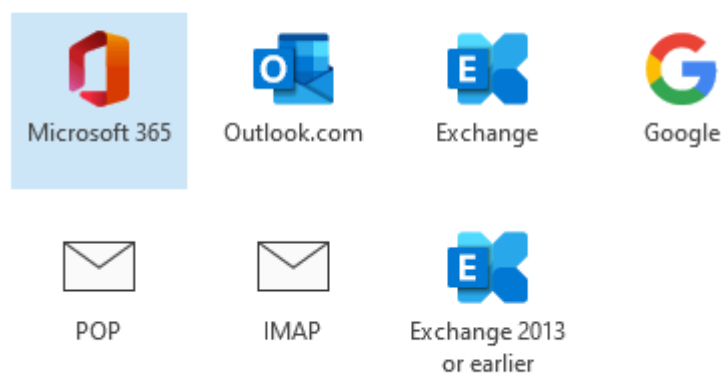 Microsoft 365
Outlook.com
Exchange
Google
POP
IMAP
Exchange 2013
or earlier